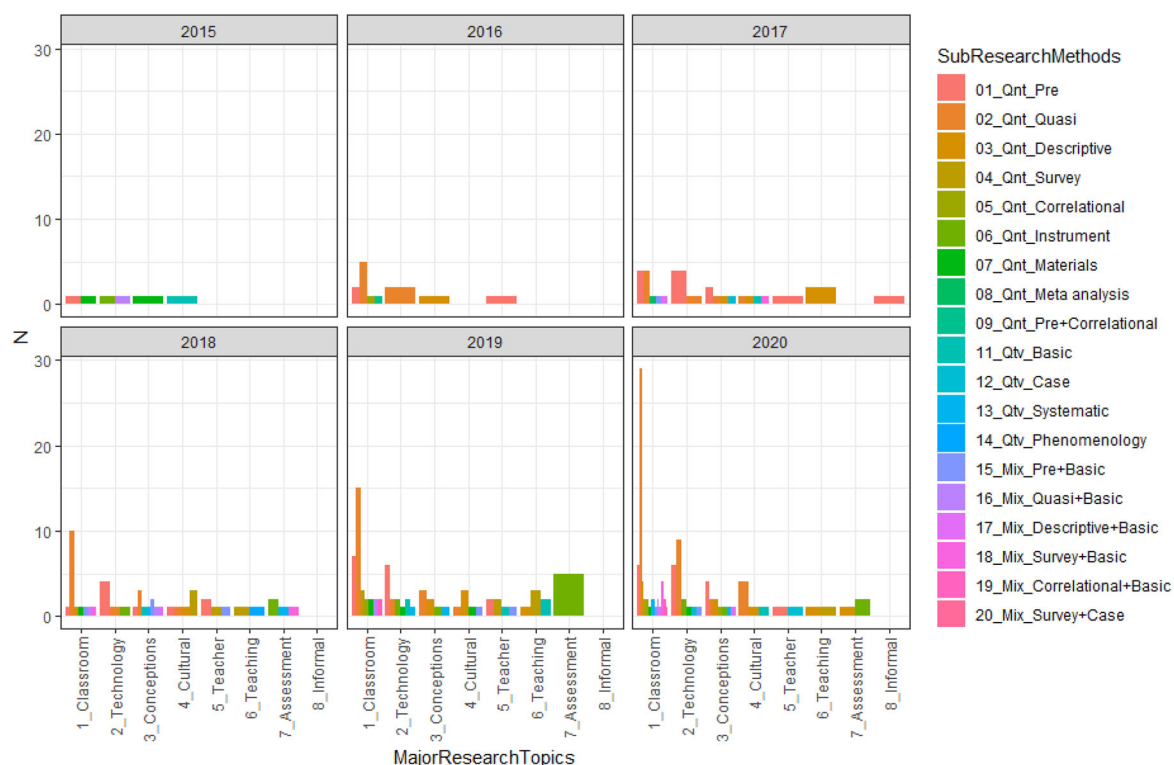 2015
2016
2017
30
20
10
0
N
2018
2019
2020
30
20
10
0
1_Classroom
2_Technology
3_Conceptions
4_Cultural
5_Teacher
6_Teaching
7_Assessment
8_Informal
1_Classroom
2_Technology
3_Conceptions
4_Cultural
5_Teacher
6_Teaching
7_Assessment
8_Informal
1_Classroom
2_Technology
3_Conceptions
4_Cultural
5_Teacher
6_Teaching
7_Assessment
8_Informal
MajorResearchTopics
SubResearchMethods
01_Qnt_Pre
02_Qnt_Quasi
03_Qnt_Descriptive
04_Qnt_Survey
05_Qnt_Correlational
06_Qnt_Instrument
07_Qnt_Materials
08_Qnt_Meta analysis
09_Qnt_Pre+Correlational
11_Qtv_Basic
12_Qtv_Case
13_Qtv_Systematic
14_Qtv_Phenomenology
15_Mix_Pre+Basic
16_Mix_Quasi+Basic
17_Mix_Descriptive+Basic
18_Mix_Survey+Basic
19_Mix_Correlational+Basic
20_Mix_Survey+Case